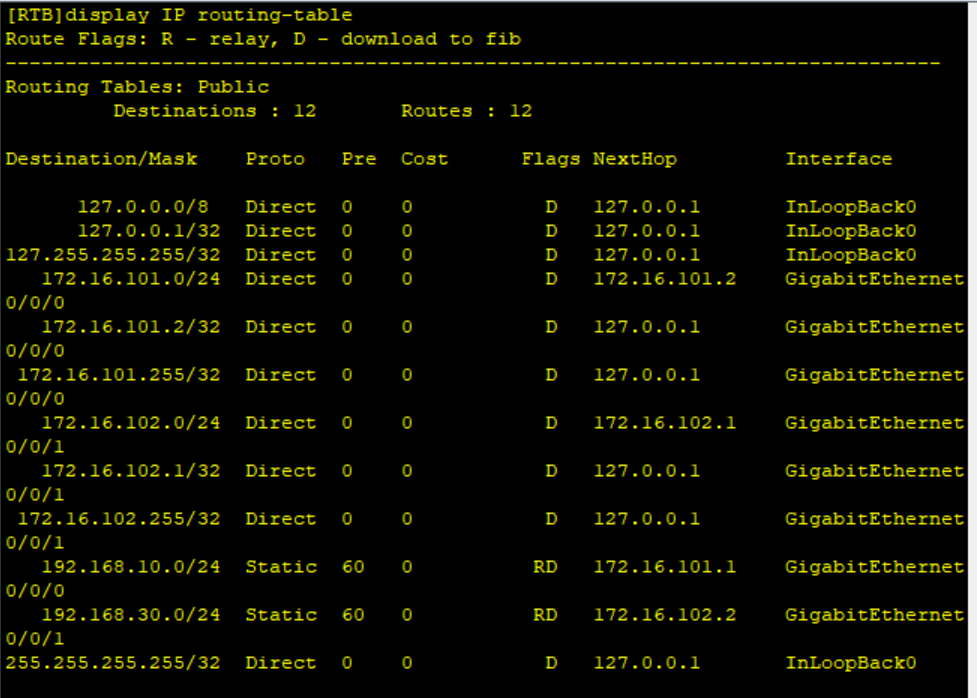 [RTB]display IP routing-table
Route Flags: R - relay, D - download to fib
------------------------------------------------------------------------------
Routing Tables: Public
         Destinations : 12       Routes : 12

Destination/Mask    Proto   Pre  Cost      Flags NextHop         Interface

      127.0.0.0/8   Direct  0    0           D   127.0.0.1       InLoopBack0
      127.0.0.1/32  Direct  0    0           D   127.0.0.1       InLoopBack0
127.255.255.255/32  Direct  0    0           D   127.0.0.1       InLoopBack0
   172.16.101.0/24  Direct  0    0           D   172.16.101.2    GigabitEthernet
0/0/0
   172.16.101.2/32  Direct  0    0           D   127.0.0.1       GigabitEthernet
0/0/0
 172.16.101.255/32  Direct  0    0           D   127.0.0.1       GigabitEthernet
0/0/0
   172.16.102.0/24  Direct  0    0           D   172.16.102.1    GigabitEthernet
0/0/1
   172.16.102.1/32  Direct  0    0           D   127.0.0.1       GigabitEthernet
0/0/1
 172.16.102.255/32  Direct  0    0           D   127.0.0.1       GigabitEthernet
0/0/1
   192.168.10.0/24  Static  60   0          RD   172.16.101.1    GigabitEthernet
0/0/0
   192.168.30.0/24  Static  60   0          RD   172.16.102.2    GigabitEthernet
0/0/1
255.255.255.255/32  Direct  0    0           D   127.0.0.1       InLoopBack0